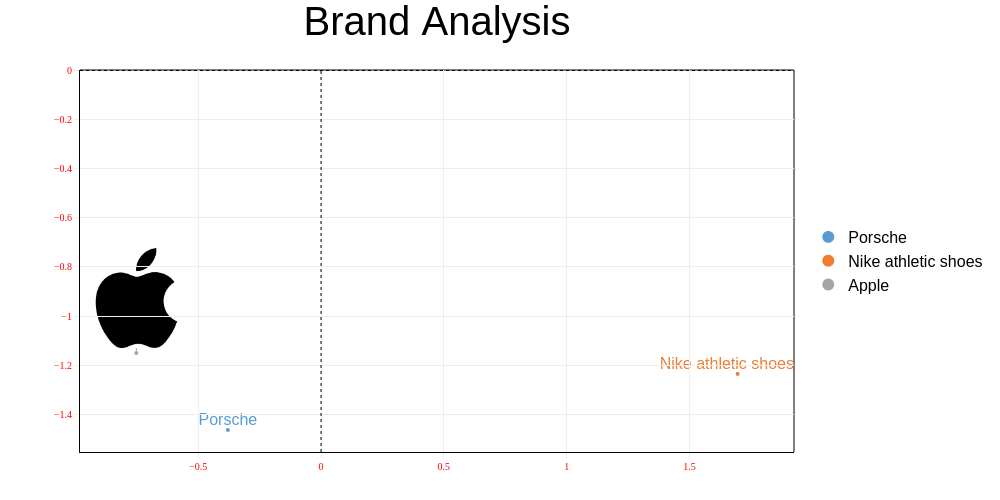 Brand Analysis
0
−0.2
−0.4
−0.6
−0.8
−1
−1.2
−1.4
Nike athletic shoes
Porsche
−0.5
0
0.5
1
1.5
Porsche
Nike athletic shoes
Apple